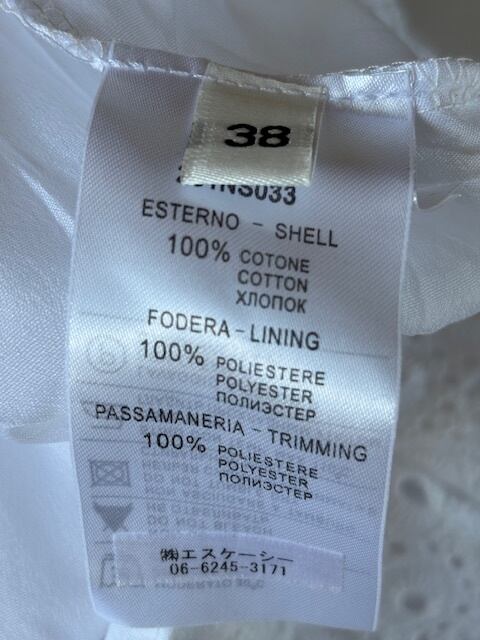 38
ESTERNO - SHELL
100% COTONE
COTTON
ХЛОПОК
FODERA - LINING
100% POLIESTERE
POLYESTER
ПОЛИЭСТЕР
PASSAMANERIA - TRIMMING
100% POLIESTERE
POLYESTER
ПОЛИЭСТЕР
㈱エスケーシー
06-6245-3171